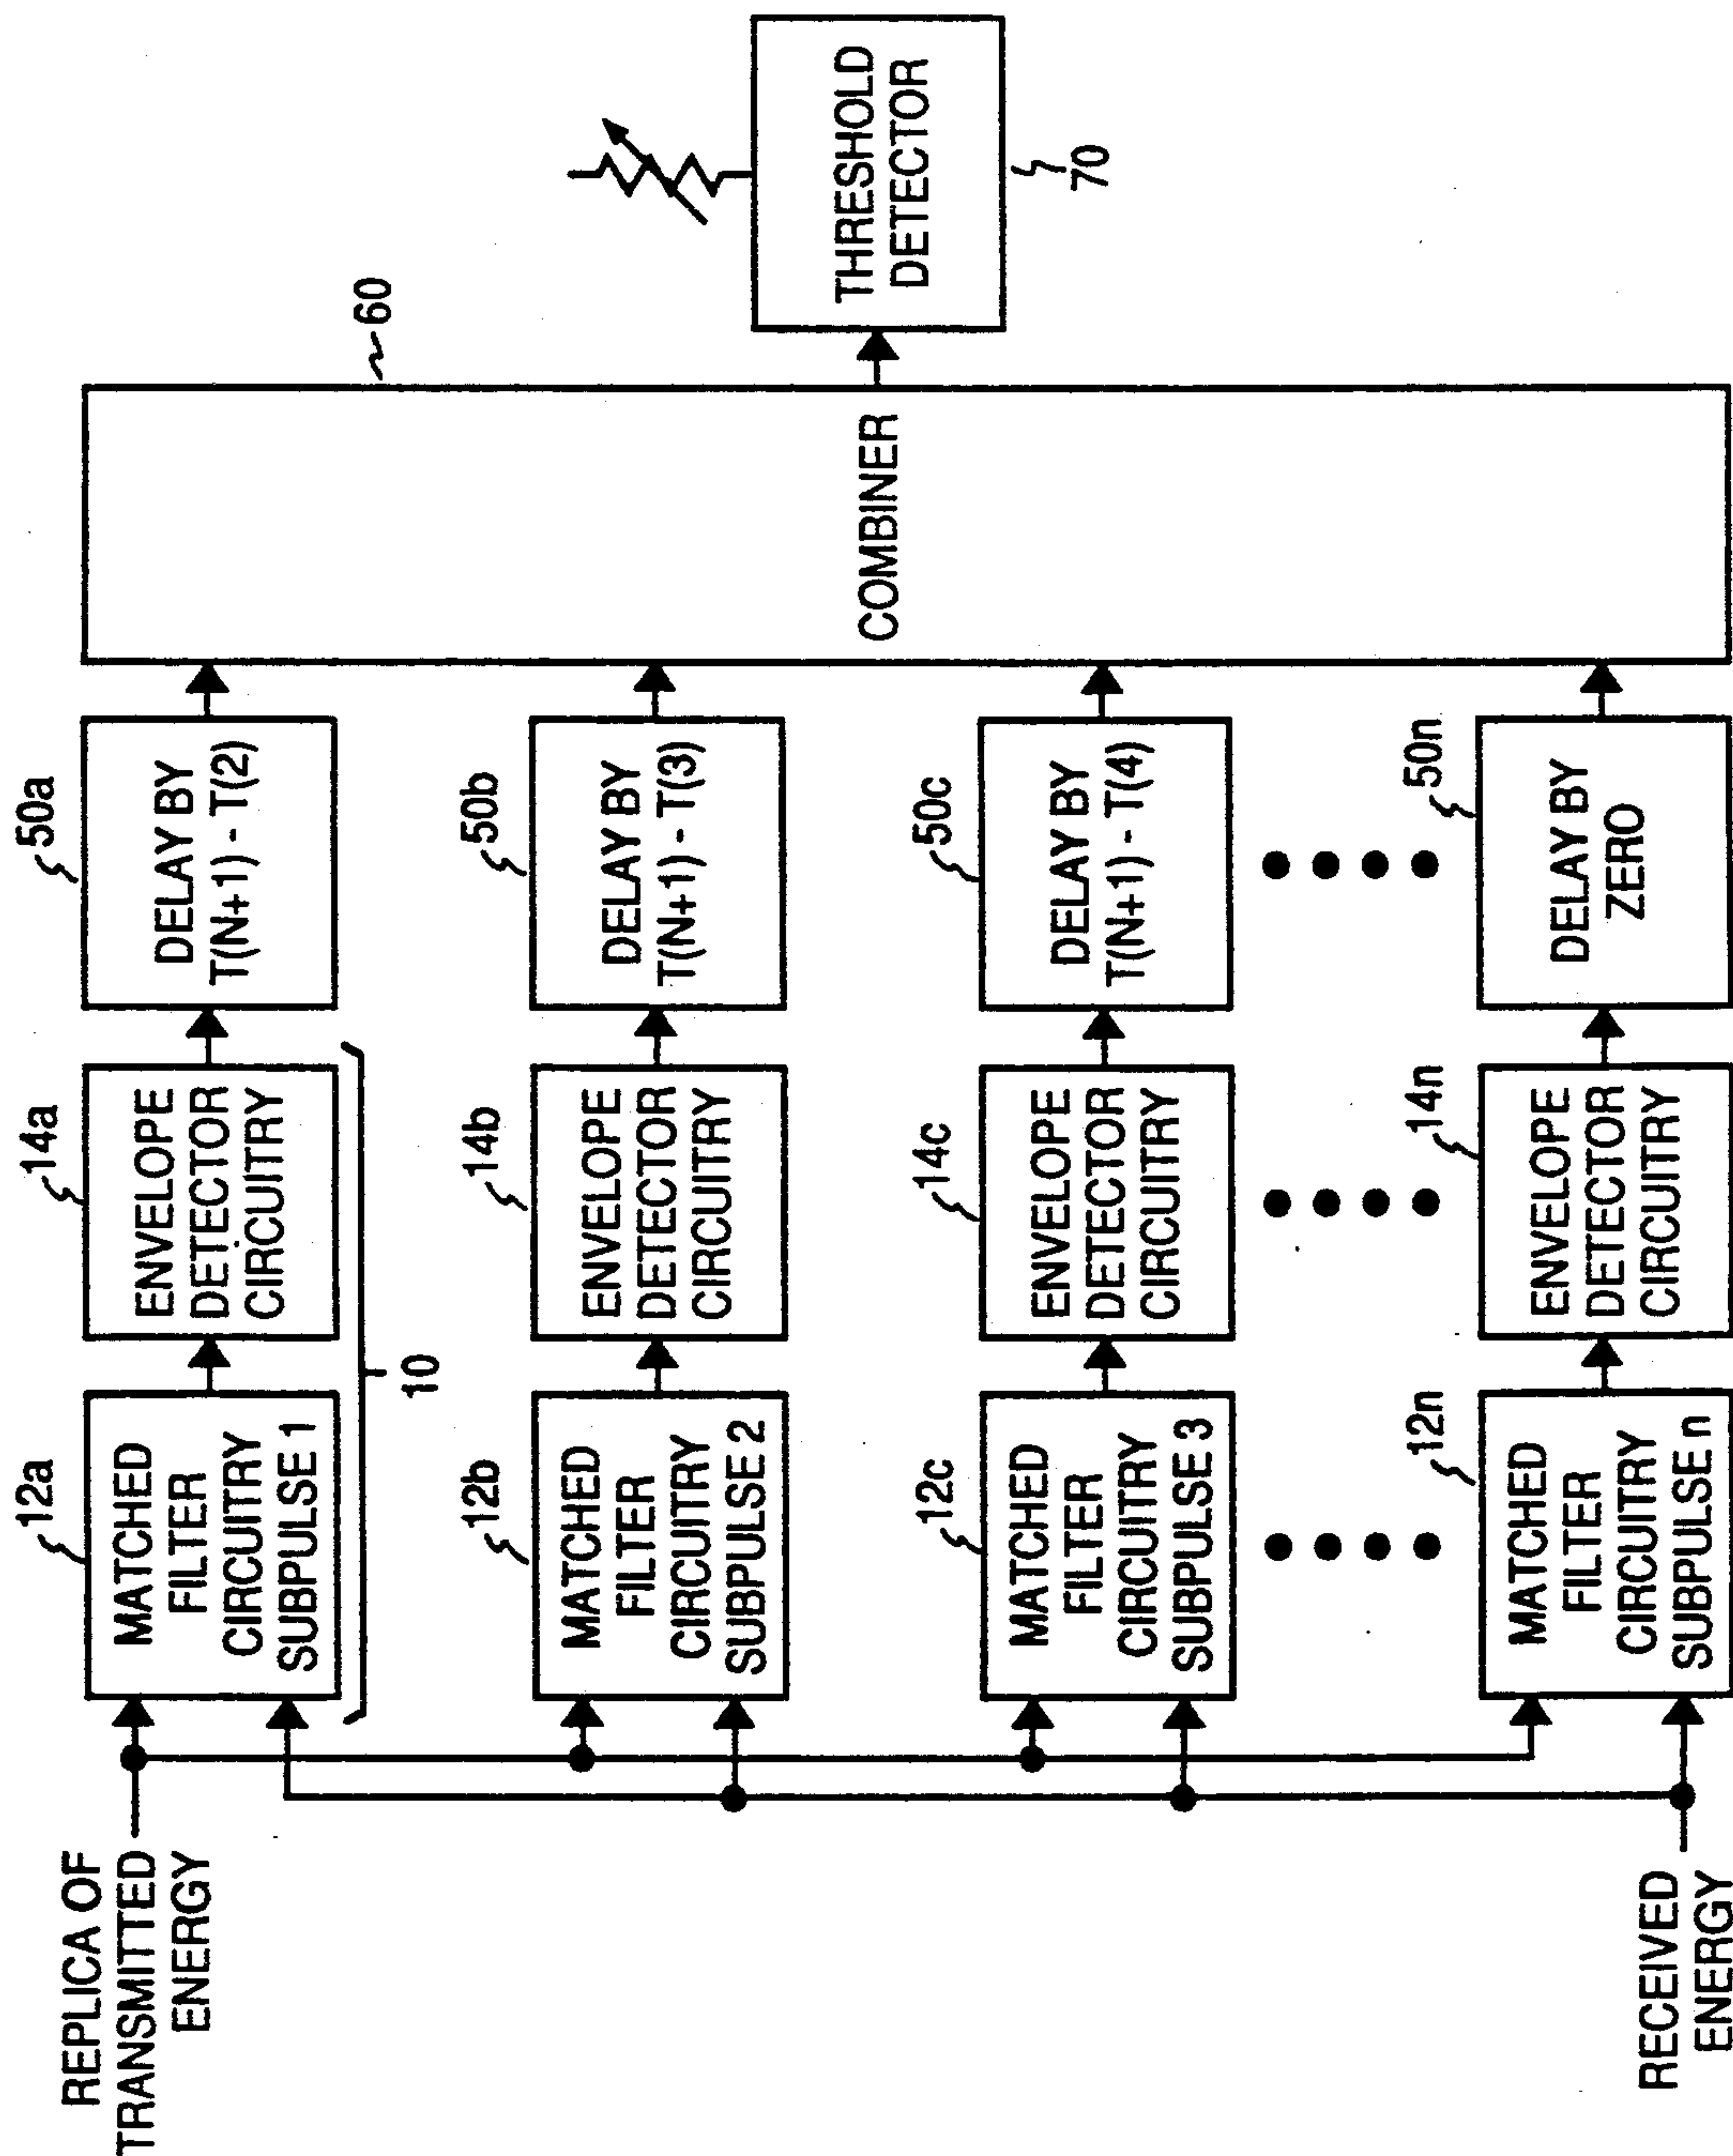 REPLICA OF
TRANSMITTED
ENERGY
12a
MATCHED
FILTER
CIRCUITRY
SUBPULSE 1
14a
ENVELOPE
DETECTOR
CIRCUITRY
10
50a
DELAY BY
T(N+1) - T(2)
12b
MATCHED
FILTER
CIRCUITRY
SUBPULSE 2
14b
ENVELOPE
DETECTOR
CIRCUITRY
50b
DELAY BY
T(N+1) - T(3)
12c
MATCHED
FILTER
CIRCUITRY
SUBPULSE 3
14c
ENVELOPE
DETECTOR
CIRCUITRY
50c
DELAY BY
T(N+1) - T(4)
RECEIVED
ENERGY
12n
MATCHED
FILTER
CIRCUITRY
SUBPULSE n
14n
ENVELOPE
DETECTOR
CIRCUITRY
50n
DELAY BY
ZERO
60
COMBINER
THRESHOLD
DETECTOR
70